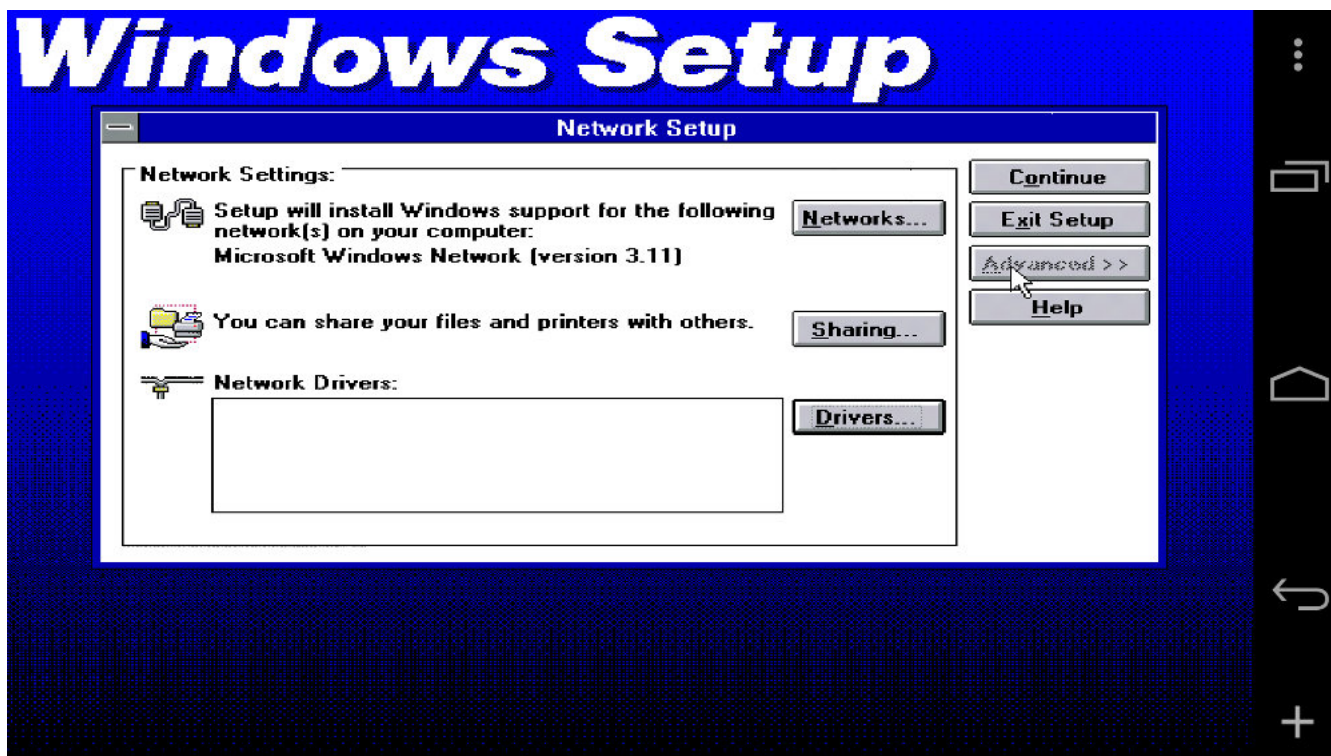 Windows Setup
Network Setup
Network Settings:
Setup will install Windows support for the following
network(s) on your computer:
Microsoft Windows Network (version 3.11)
Networks...
You can share your files and printers with others.
Sharing...
Network Drivers:
Drivers...
Continue
Exit Setup
Advanced >>
Help